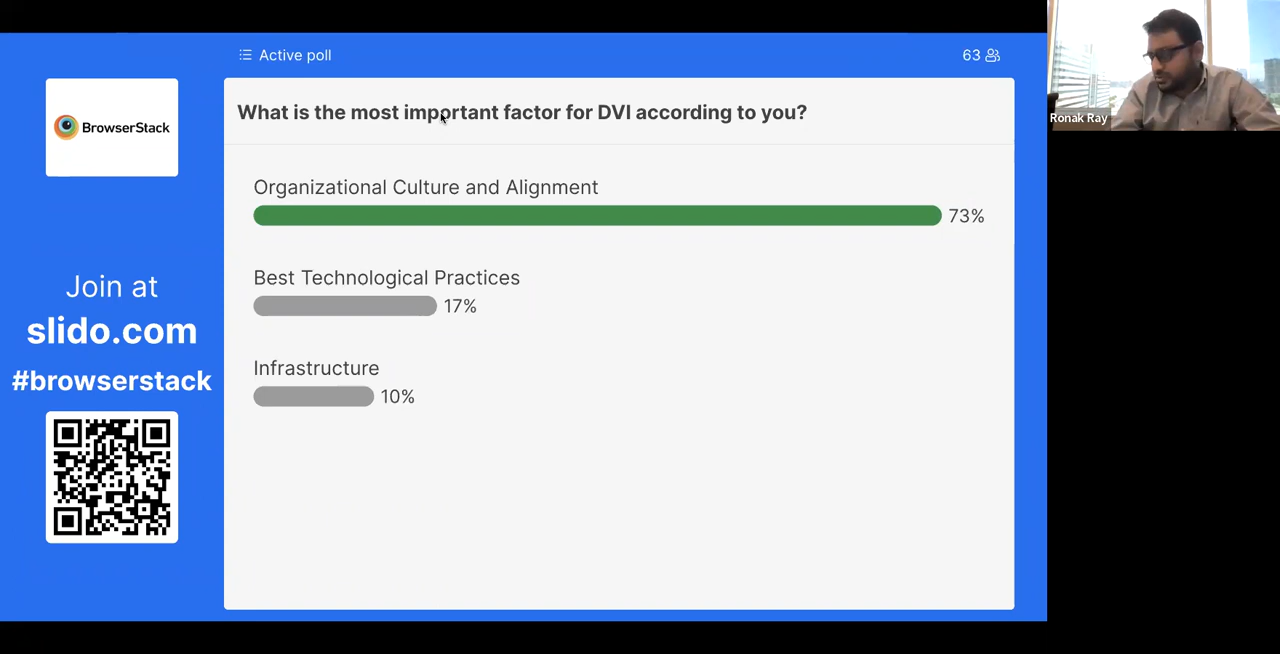 Active poll
63
BrowserStack
What is the most important factor for DVI according to you?
Organizational Culture and Alignment
73%
Best Technological Practices
17%
Infrastructure
10%
Join at
slido.com
#browserstack
Ronak Ray